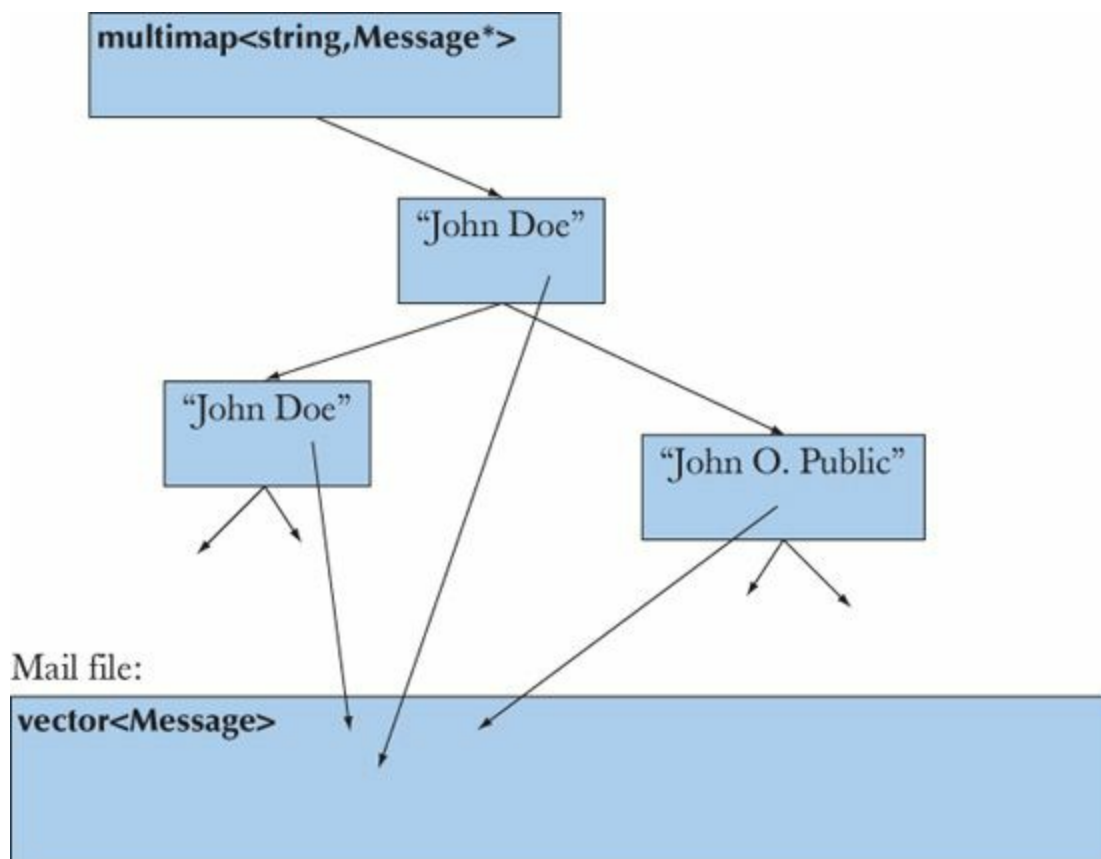 multimap<string,Message*>
“John Doe”
“John Doe”
“John O. Public”
Mail file:
vector<Message>